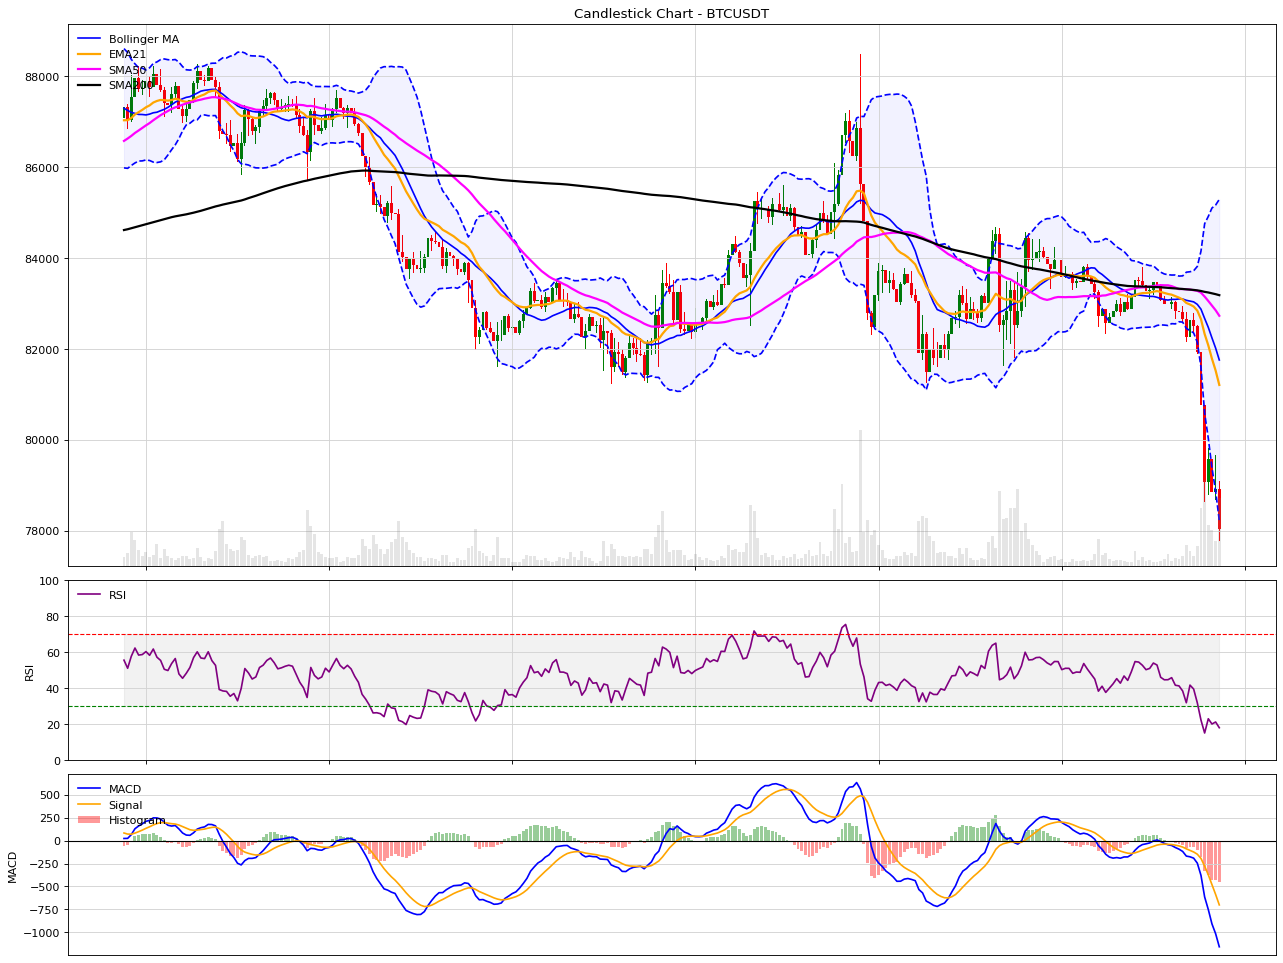 Candlestick Chart - BTCUSDT
Bollinger MA
EMA21
SMA50
SMA200
88000
86000
84000
82000
80000
78000
100
80
60
40
20
0
RSI
RSI
500
250
0
−250
−500
−750
−1000
MACD
MACD
Signal
Histogram